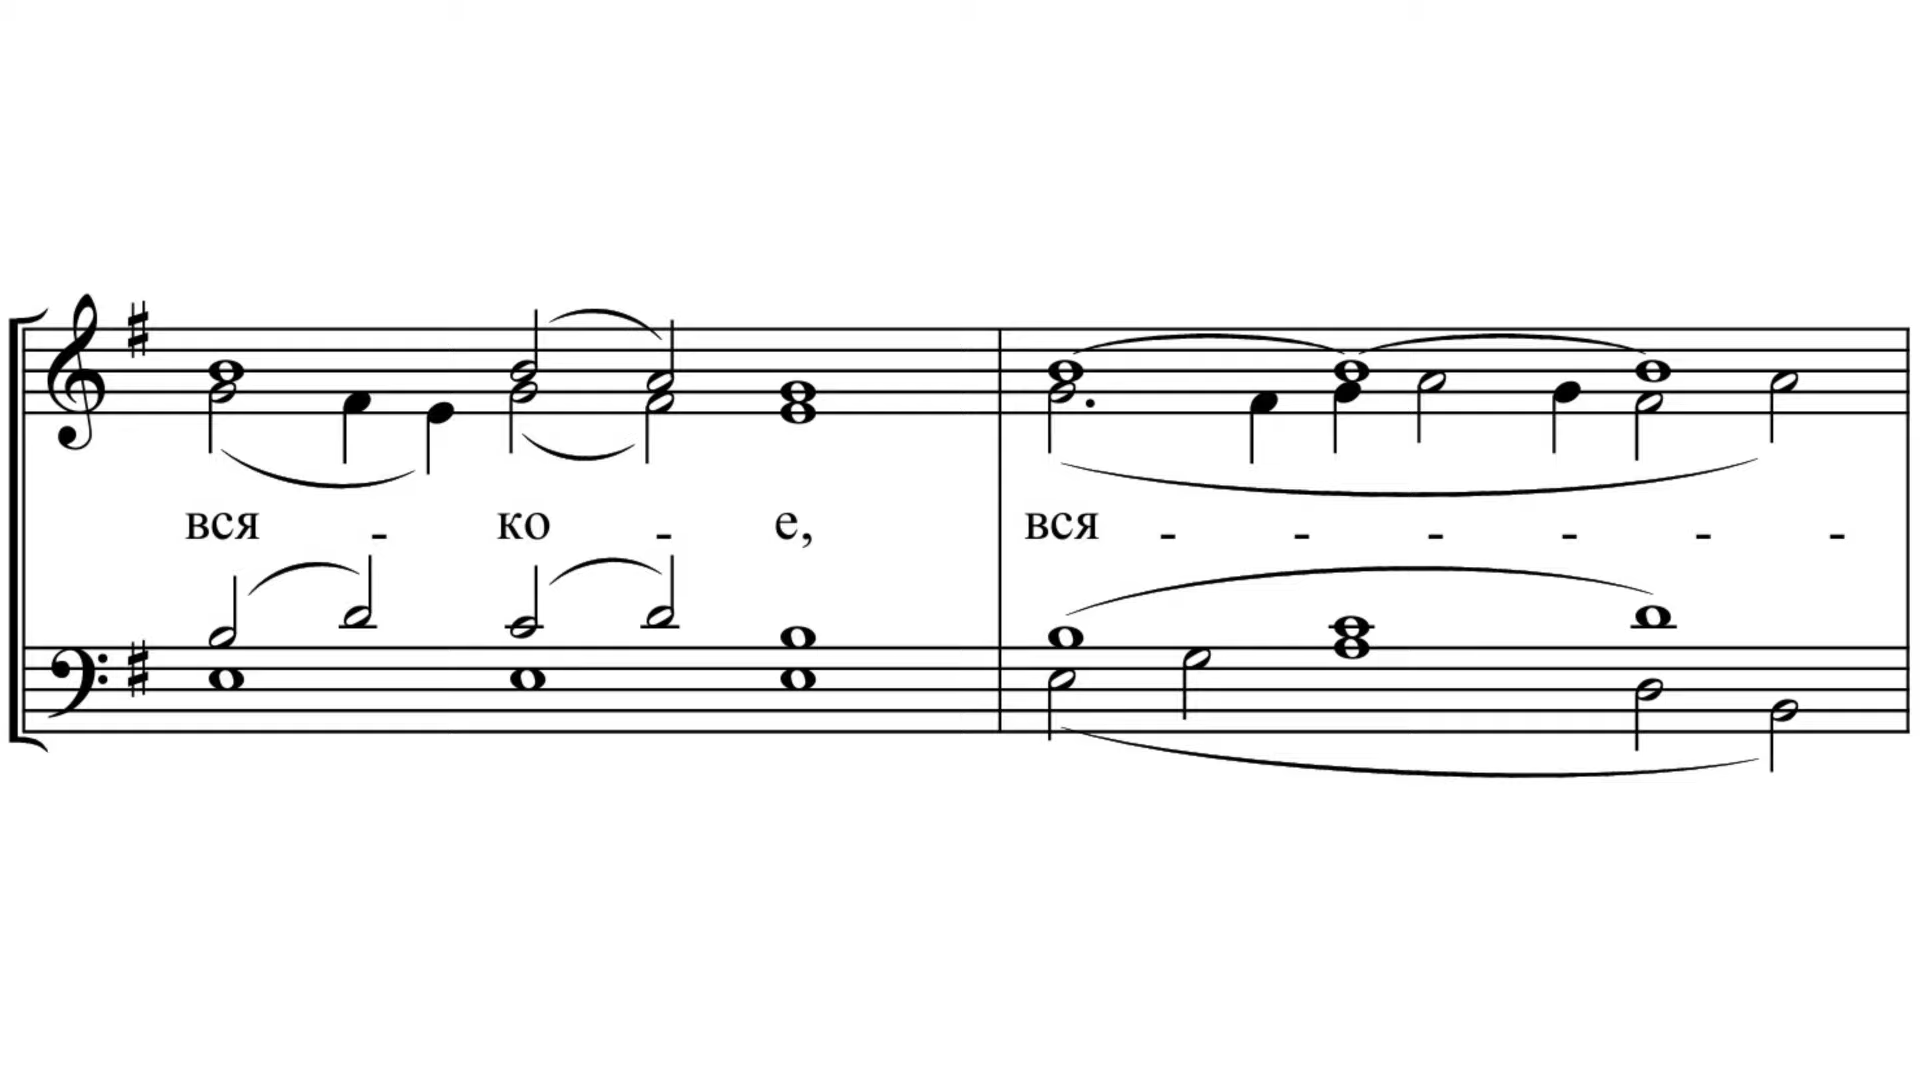 вся - ко - е, вся - - - - - -